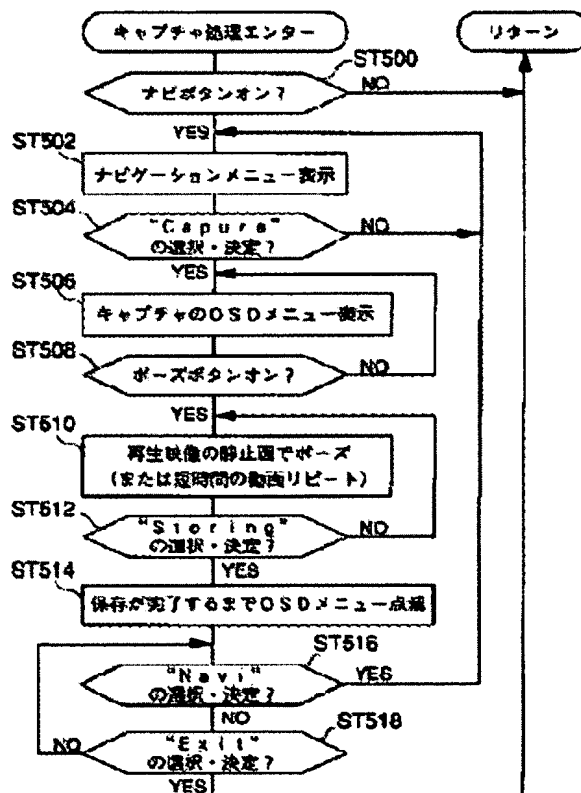 キャプチャ処理エンター
リターン
ST500
ナビボタンオン？
NO
YES
ST502
ナビゲーションメニュー表示
ST504
"Capure"
の選択・決定？
NO
YES
ST506
キャプチャのOSDメニュー表示
ST508
ポーズボタンオン？
NO
YES
ST510
再生映像の静止画でポーズ
(または短時間の動画リピート)
ST512
"Storing"
の選択・決定？
NO
YES
ST514
保存が完了するまでOSDメニュー点滅
ST516
"Navi"
の選択・決定？
YES
NO
ST518
"Exit"
の選択・決定？
NO
YES